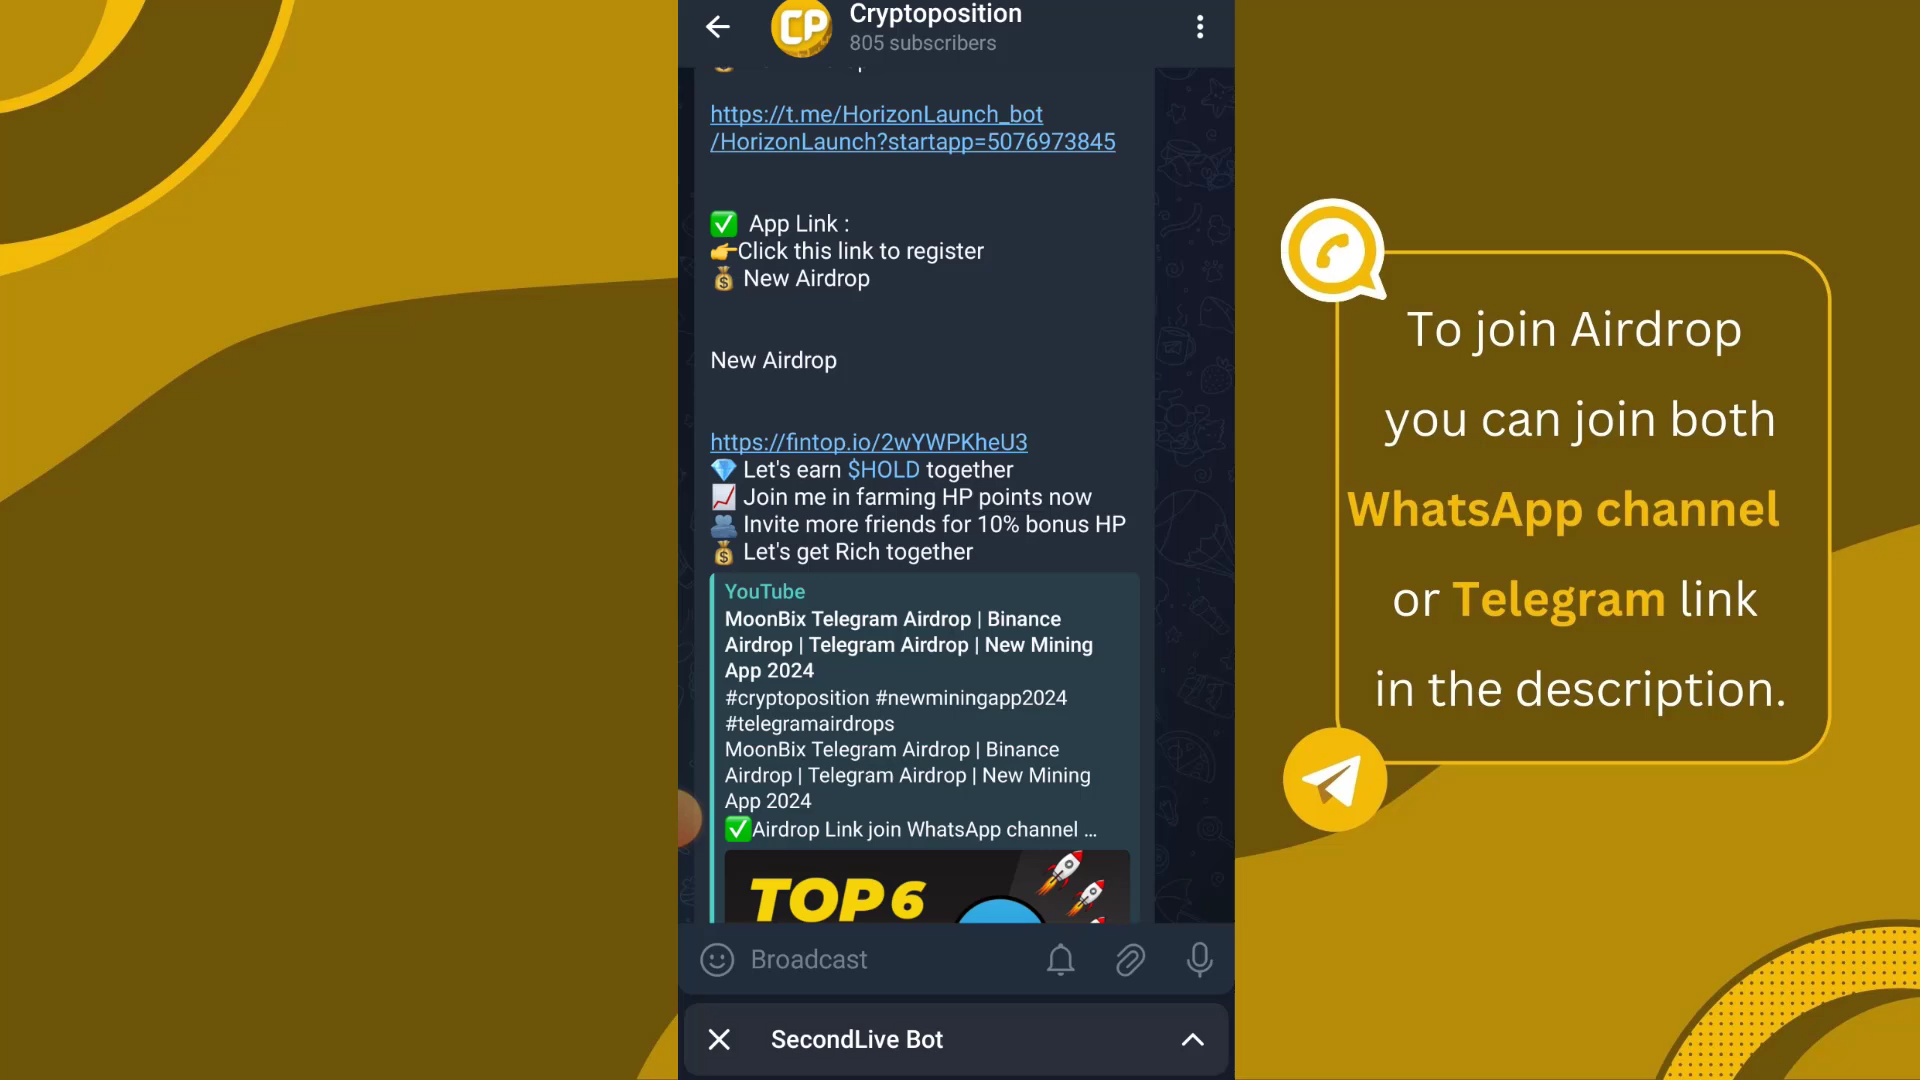 CP
Cryptoposition
805 subscribers
https://t.me/HorizonLaunch_bot
/HorizonLaunch?startapp=5076973845
✅ App Link :
👉Click this link to register
💰 New Airdrop
New Airdrop
https://fintop.io/2wYWPKheU3
💎 Let's earn $HOLD together
📈 Join me in farming HP points now
👥 Invite more friends for 10% bonus HP
💰 Let's get Rich together
YouTube
MoonBix Telegram Airdrop | Binance
Airdrop | Telegram Airdrop | New Mining
App 2024
#cryptoposition #newminingapp2024
#telegramairdrops
MoonBix Telegram Airdrop | Binance
Airdrop | Telegram Airdrop | New Mining
App 2024
✅Airdrop Link join WhatsApp channel ...
TOP 6
Broadcast
SecondLive Bot
To join Airdrop
you can join both
WhatsApp channel
or Telegram link
in the description.